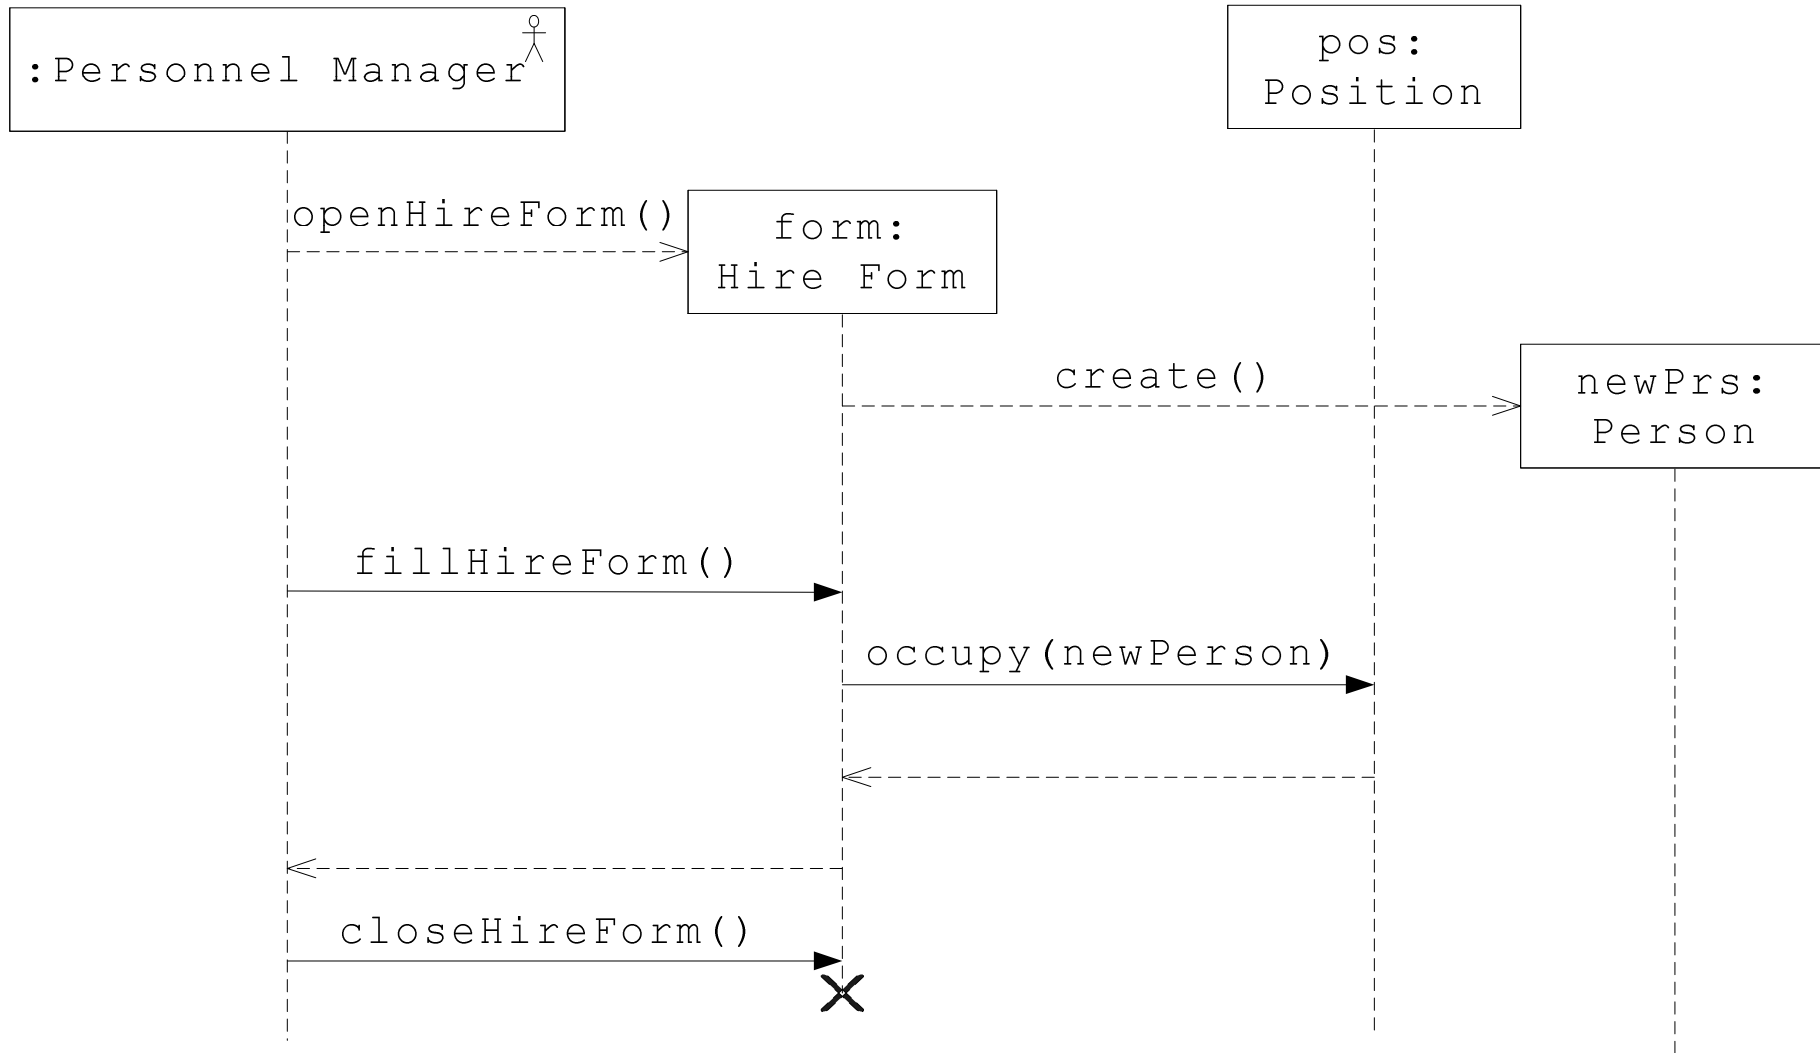 :Personnel Manager
pos:
Position
openHireForm()
form:
Hire Form
create()
newPrs:
Person
fillHireForm()
occupy(newPerson)
closeHireForm()